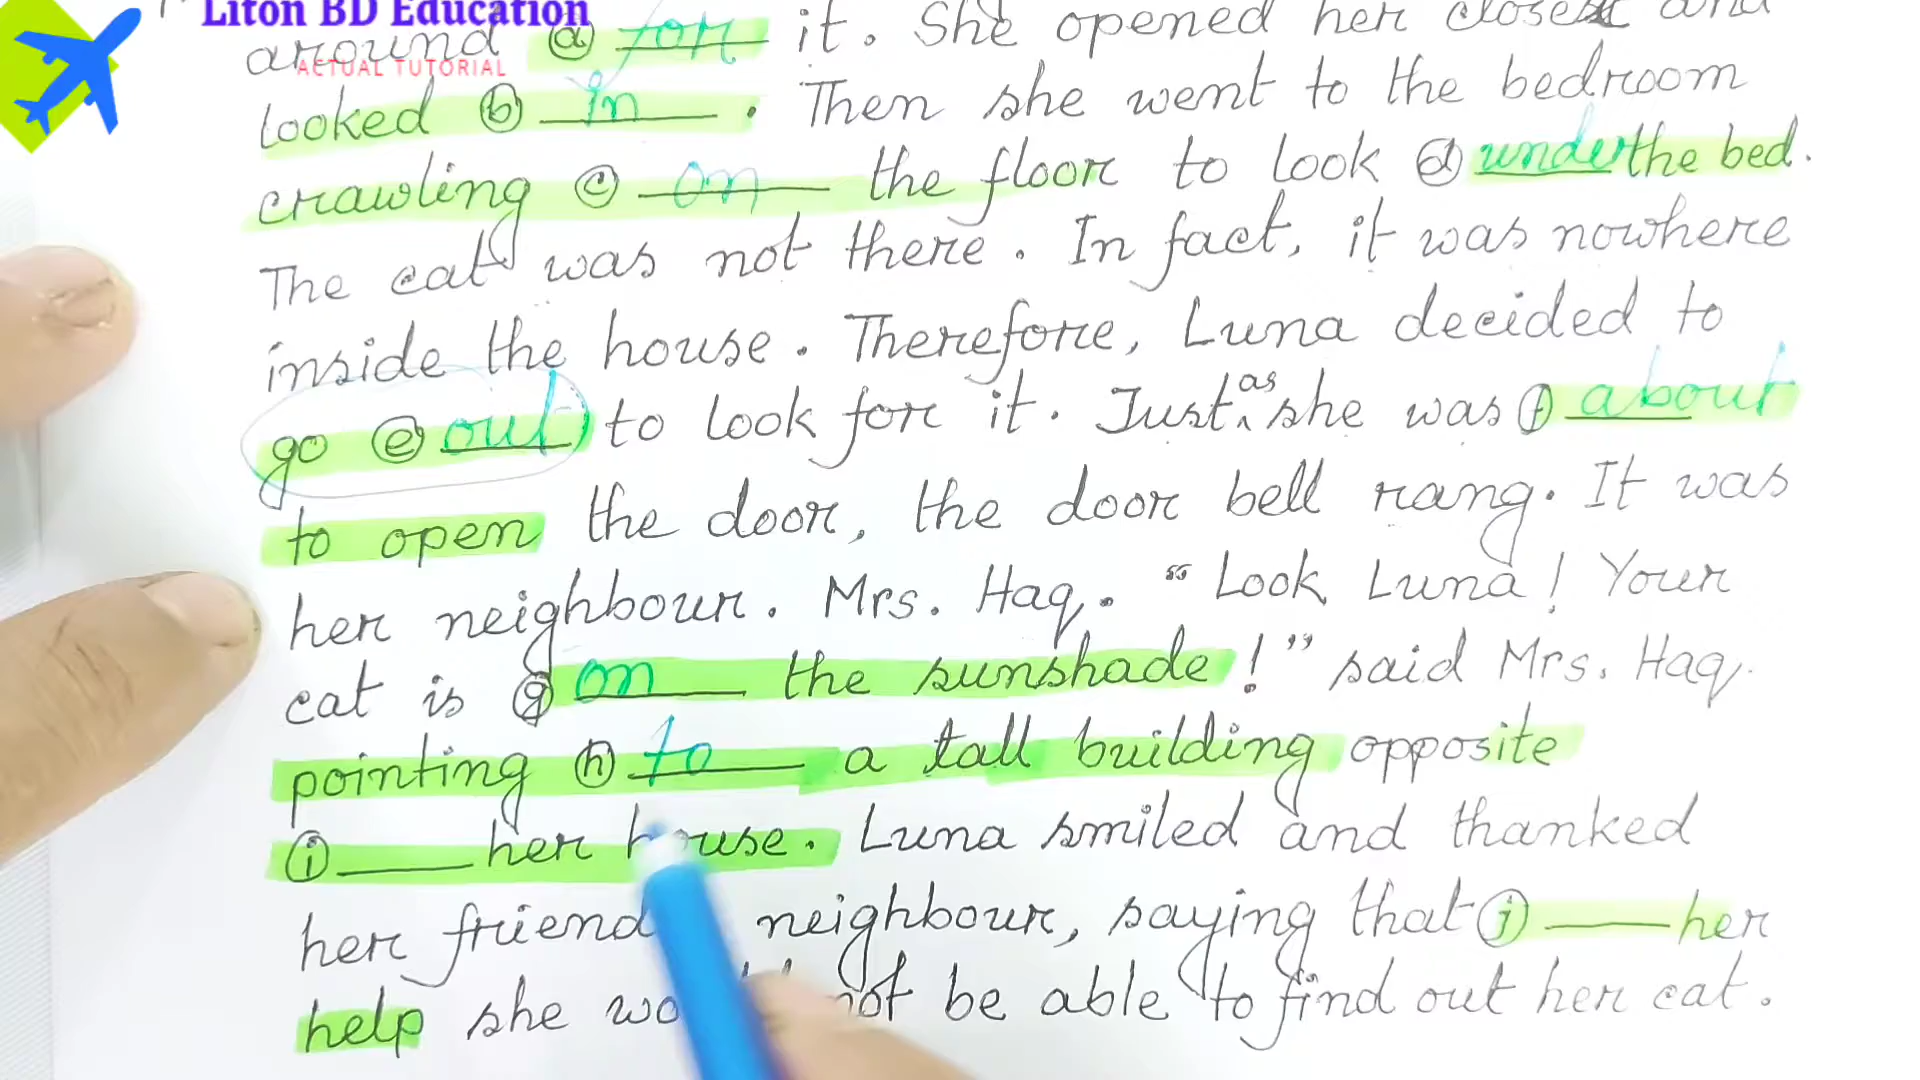 Liton BD Education
ACTUAL TUTORIAL
around (a) for it. She opened her closet and
looked (b) in . Then she went to the bedroom
crawling (c) on the floor to look (d) under the bed.
The cat was not there. In fact, it was nowhere
inside the house. Therefore, Luna decided to
go (e) out to look for it. Just as she was (f) about
to open the door, the door bell rang. It was
her neighbour. Mrs. Haq. "Look Luna! Your
cat is (g) on the sunshade!" said Mrs. Haq.
pointing (h) to a tall building opposite
(i) ___ her house. Luna smiled and thanked
her friend neighbour, saying that (j) ___ her
help she not be able to find out her cat.